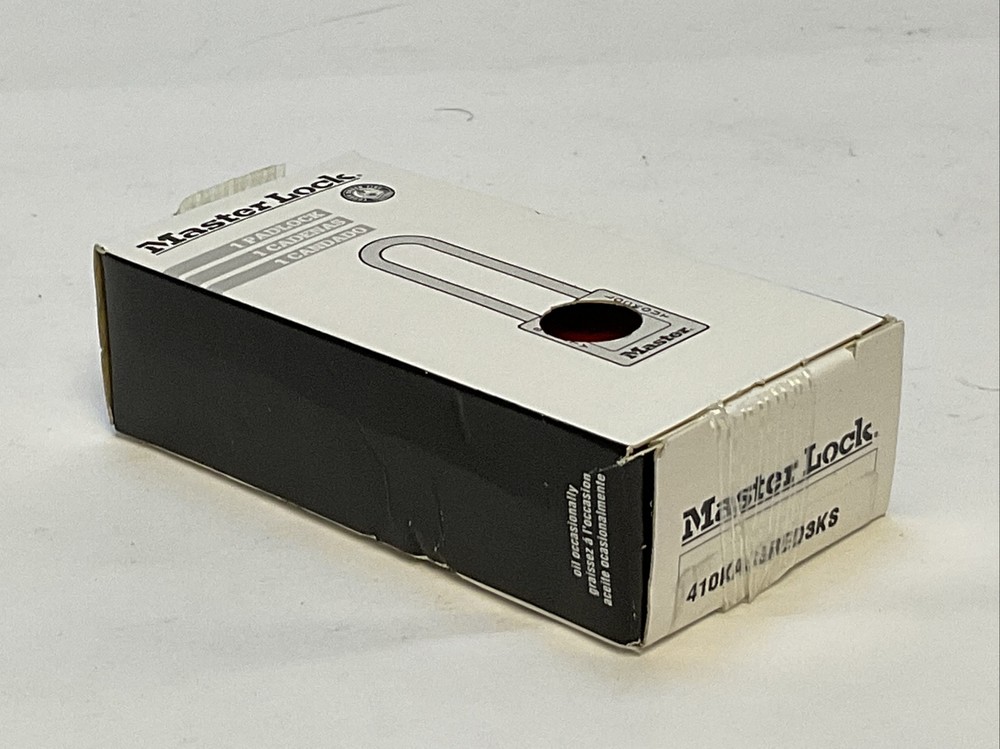 Master Lock
1 PADLOCK
1 CADENAS
1 CANDADO
Master
oil occasionally
graissez á l'occasion
aceite ocasionalmente
Master Lock